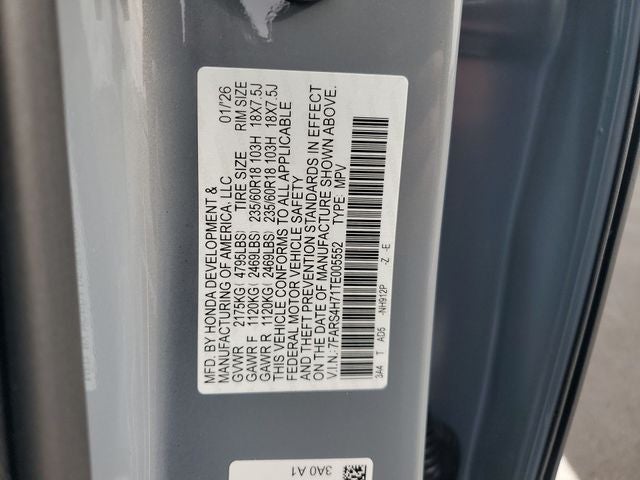 MFD. BY HONDA DEVELOPMENT &
MANUFACTURING OF AMERICA, LLC 01/26
GVWR 2175KG( 4795LBS) TIRE SIZE RIM SIZE
GAWR F 1120KG( 2469LBS) 235/60R18 103H 18X7.5J
GAWR R 1120KG( 2469LBS) 235/60R18 103H 18X7.5J
THIS VEHICLE CONFORMS TO ALL APPLICABLE
FEDERAL MOTOR VEHICLE SAFETY
AND THEFT PREVENTION STANDARDS IN EFFECT
ON THE DATE OF MANUFACTURE SHOWN ABOVE.
V.I.N.: 7FARS4H71TE005552 TYPE: MPV
3A4 T AD5 -NH912P -Z -E
3A0 A1